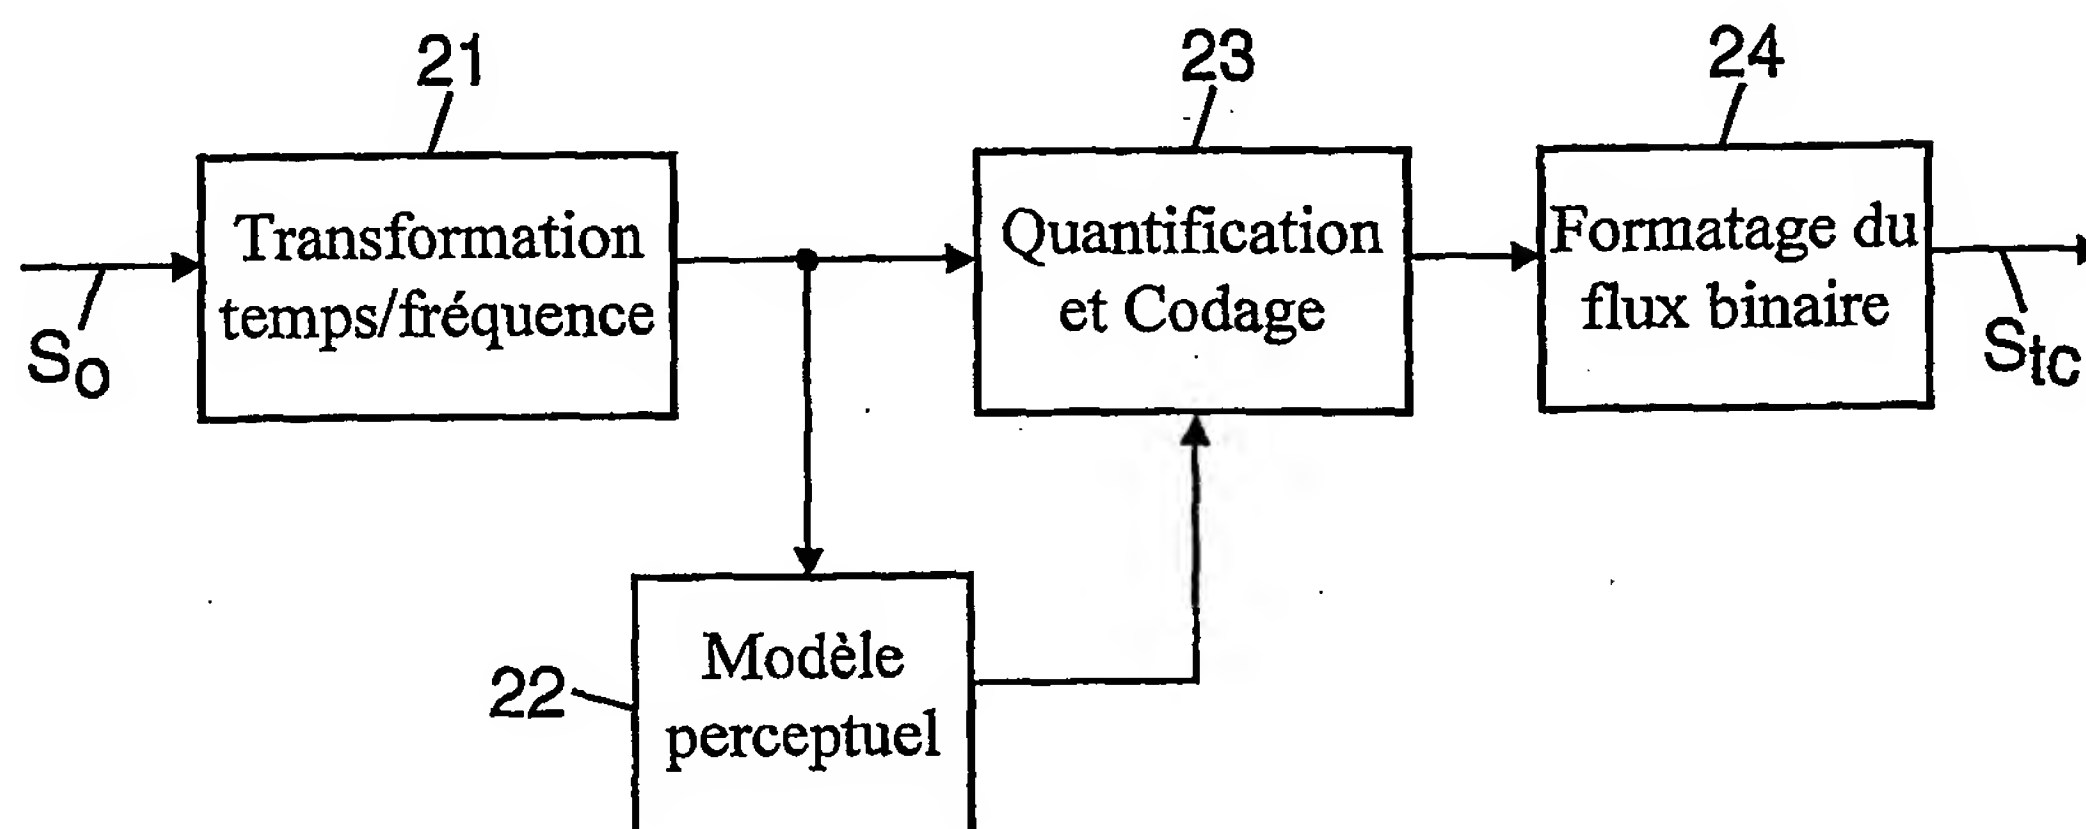 21
23
24
Transformation
temps/fréquence
Quantification
et Codage
Formatage du
flux binaire
So
Stc
22
Modèle
perceptuel